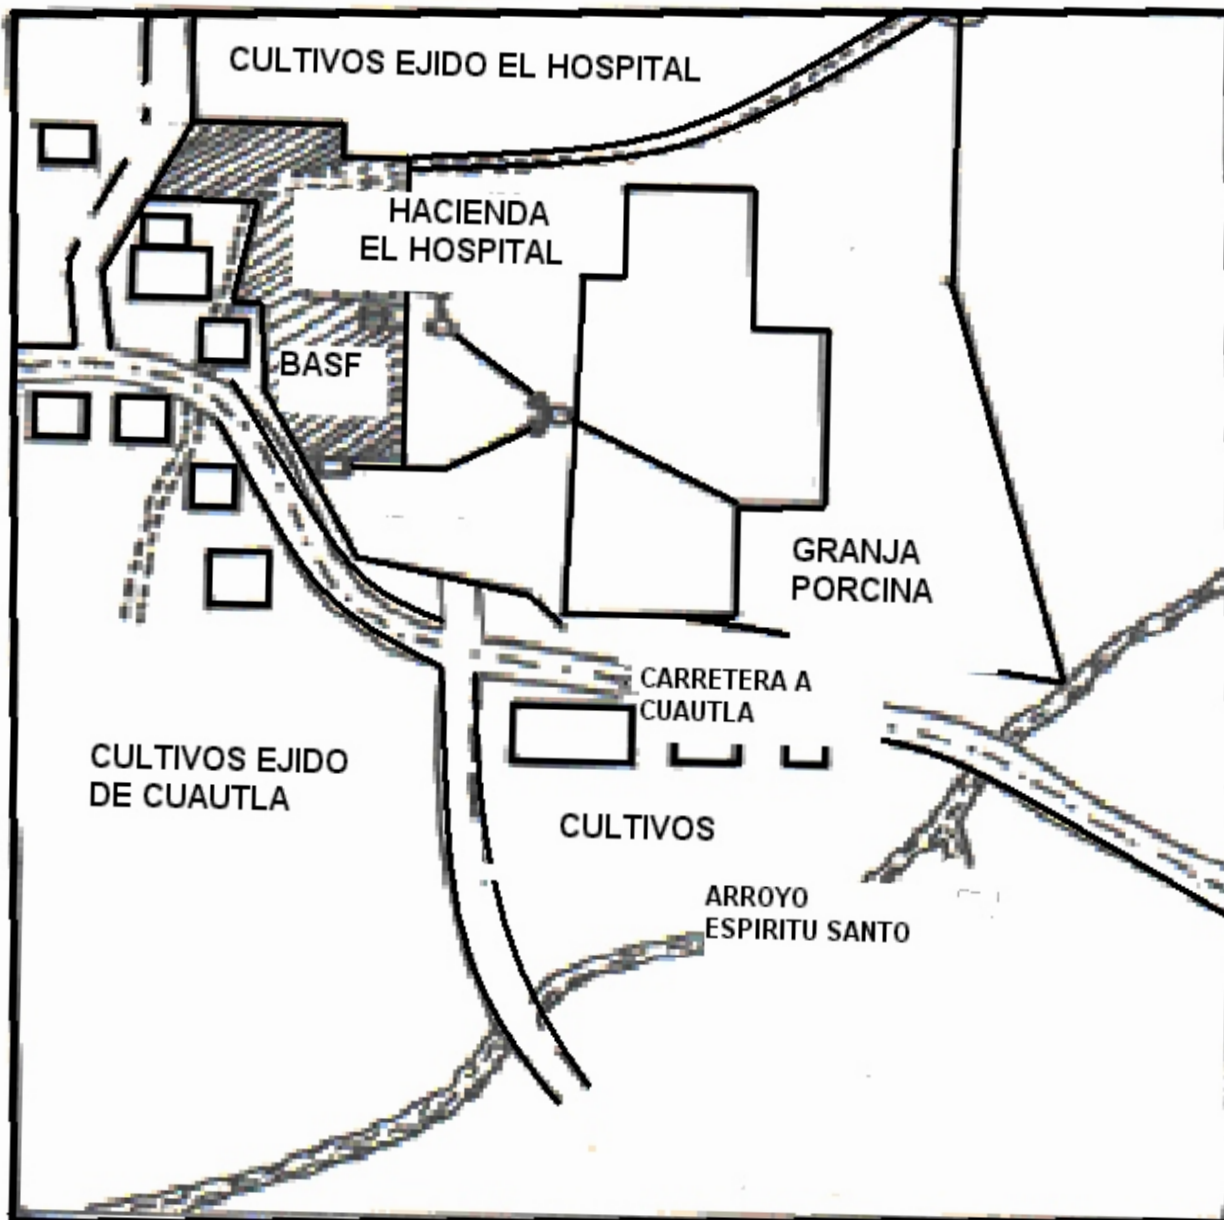 CULTIVOS EJIDO EL HOSPITAL
HACIENDA
EL HOSPITAL
BASF
GRANJA
PORCINA
CARRETERA A
CUAUTLA
CULTIVOS EJIDO
DE CUAUTLA
CULTIVOS
ARROYO
ESPIRITU SANTO